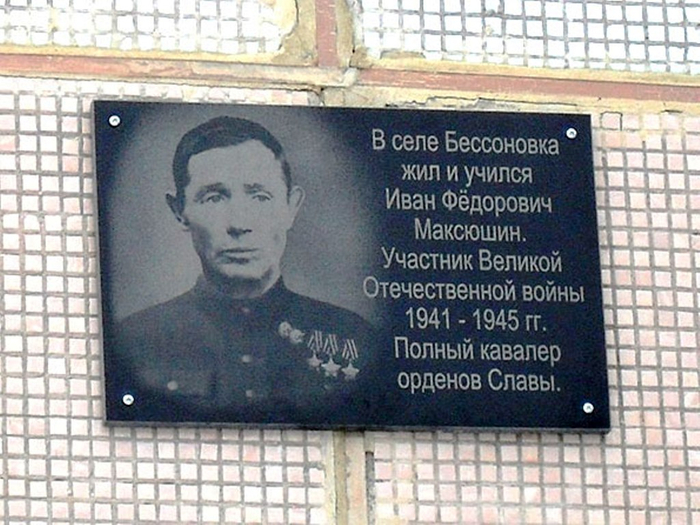 В селе Бессоновка
жил и учился
Иван Фёдорович
Максюшин.
Участник Великой
Отечественной войны
1941 - 1945 гг.
Полный кавалер
орденов Славы.